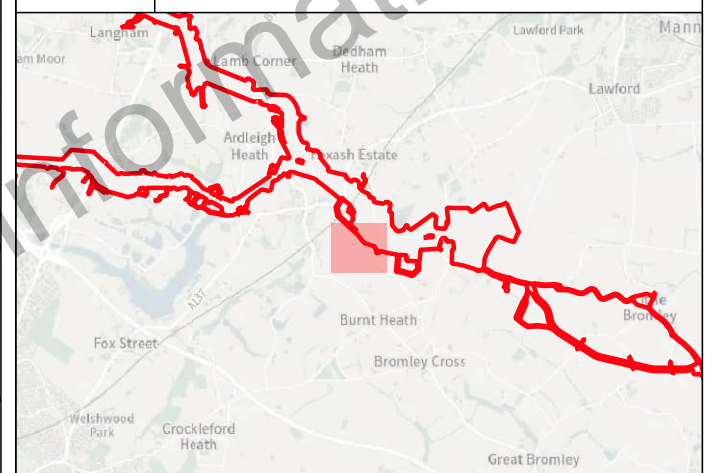 Langham
Lawford Park
Mann
am Moor
Lamb Corner
Dedham
Heath
Lawford
Ardleigh
Heath
Foxash Estate
A137
Burnt Heath
Fox Street
Bromley Cross
Welshwood
Park
Crockleford
Heath
Great Bromley
Bromley
Informati